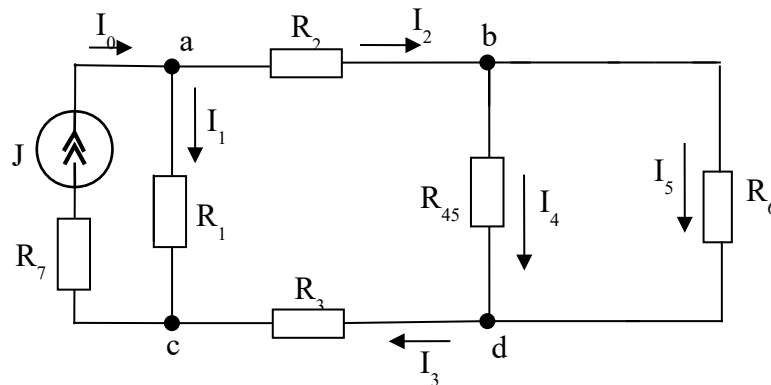 I₀
a
R₂
I₂
b
J
I₁
R₁
R₇
R₄₅
I₄
I₅
R₆
R₃
c
d
I₃